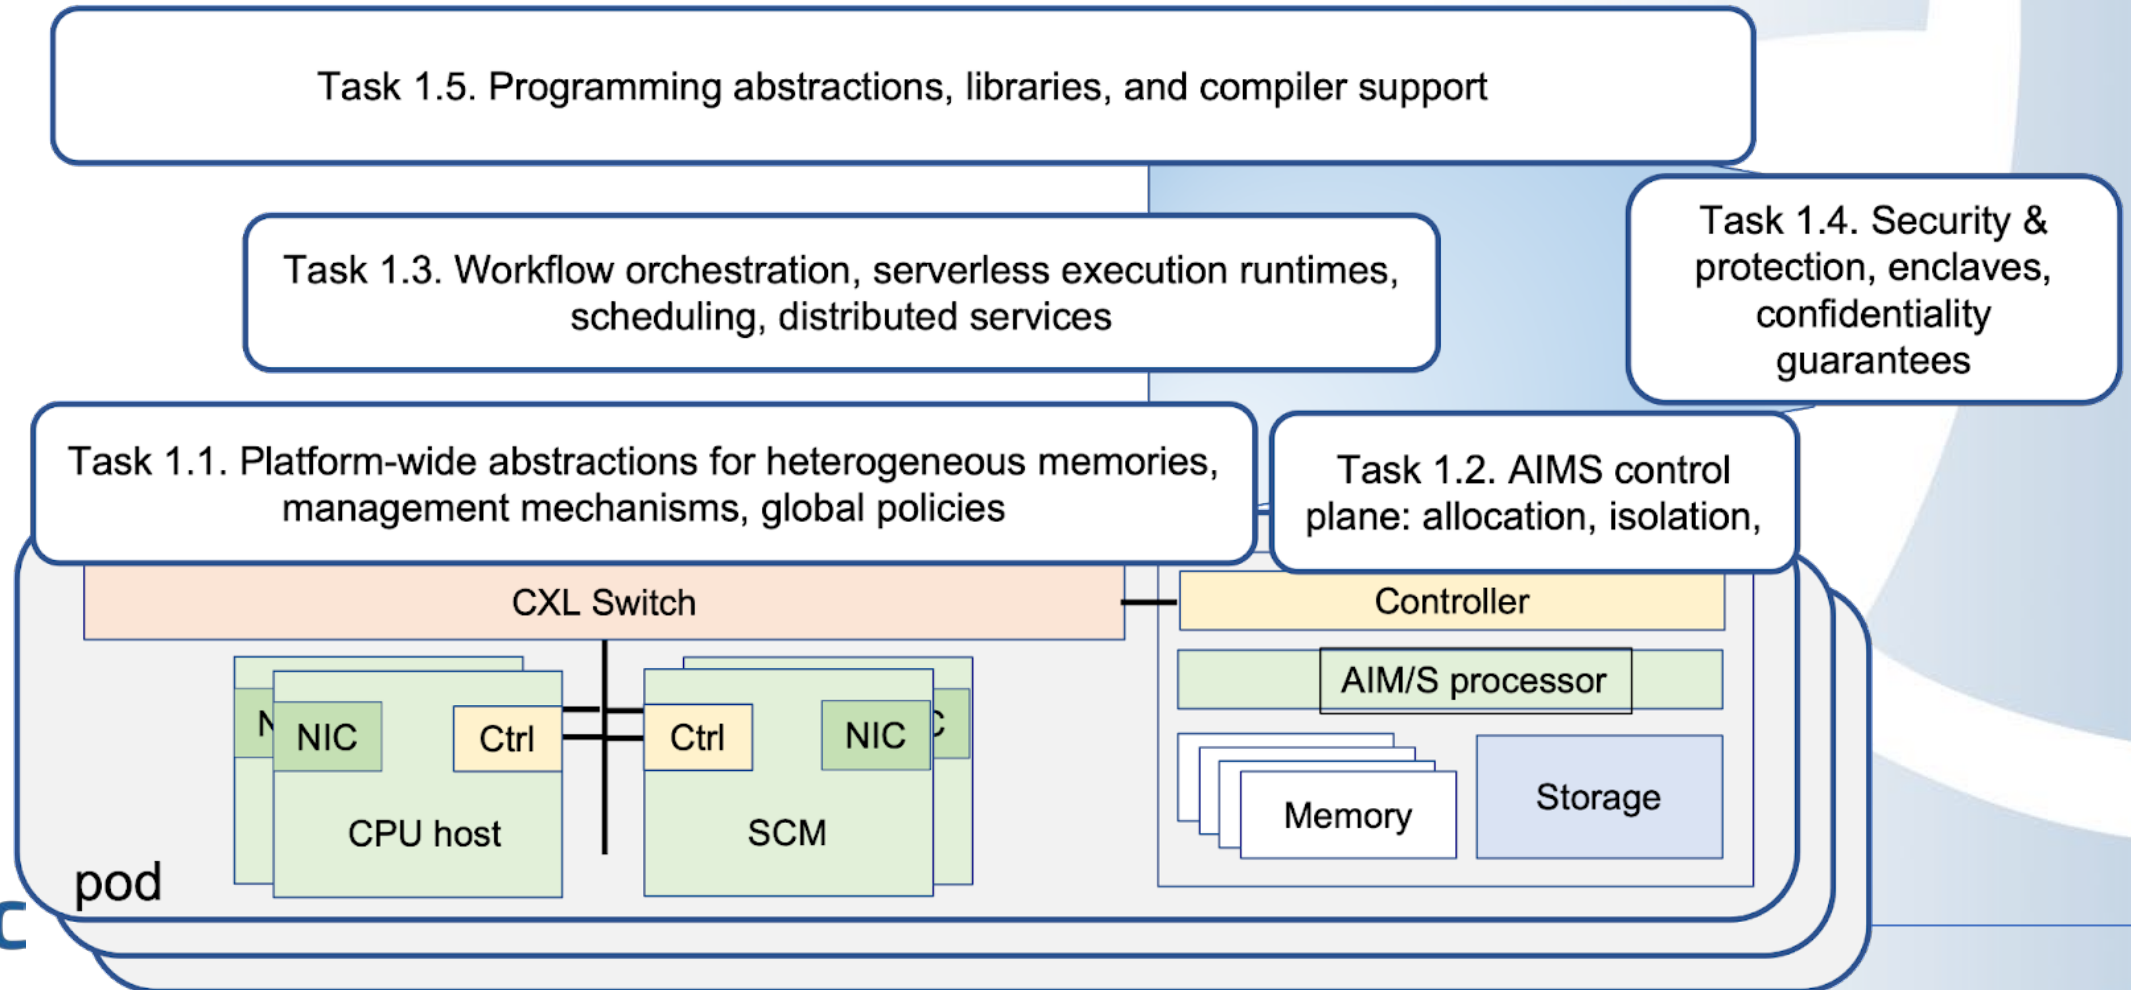 Task 1.5. Programming abstractions, libraries, and compiler support
Task 1.4. Security &
protection, enclaves,
confidentiality
guarantees
Task 1.3. Workflow orchestration, serverless execution runtimes,
scheduling, distributed services
Task 1.1. Platform-wide abstractions for heterogeneous memories,
management mechanisms, global policies
Task 1.2. AIMS control
plane: allocation, isolation,
CXL Switch
Controller
AIM/S processor
NIC
Ctrl
Ctrl
NIC
CPU host
SCM
Memory
Storage
pod